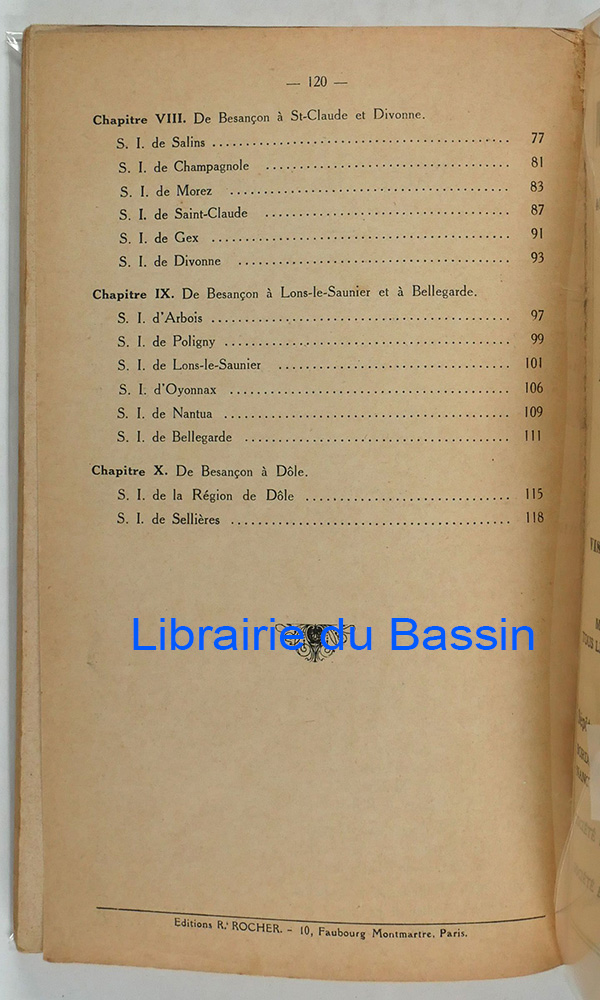 — 120 —
Chapitre VIII. De Besançon à St-Claude et Divonne.
S. I. de Salins ........................................ 77
S. I. de Champagnole ........................................ 81
S. I. de Morez ........................................ 83
S. I. de Saint-Claude ........................................ 87
S. I. de Gex ........................................ 91
S. I. de Divonne ........................................ 93
Chapitre IX. De Besançon à Lons-le-Saunier et à Bellegarde.
S. I. d'Arbois ........................................ 97
S. I. de Poligny ........................................ 99
S. I. de Lons-le-Saunier ........................................ 101
S. I. d'Oyonnax ........................................ 106
S. I. de Nantua ........................................ 109
S. I. de Bellegarde ........................................ 111
Chapitre X. De Besançon à Dôle.
S. I. de la Région de Dôle ........................................ 115
S. I. de Sellières ........................................ 118
Librairie du Bassin
Editions R. ROCHER. - 10, Faubourg Montmartre, Paris.